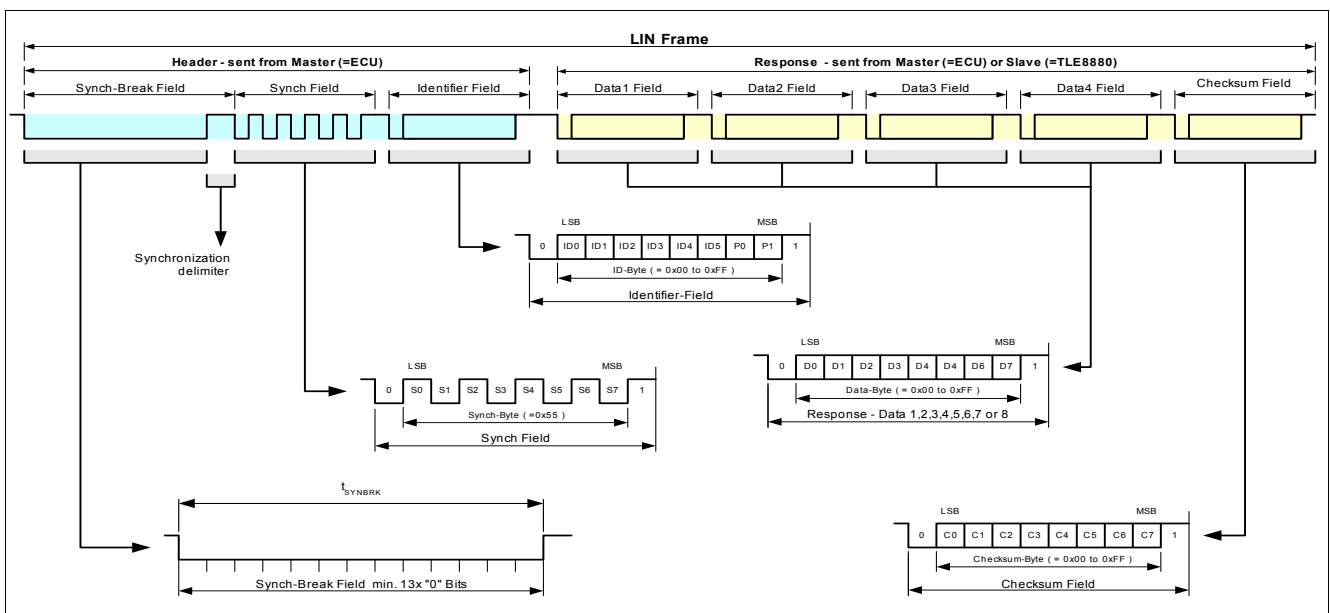 LIN Frame
Header - sent from Master (=ECU)
Response - sent from Master (=ECU) or Slave (=TLE8880)
Synch-Break Field
Synch Field
Identifier Field
Data1 Field
Data2 Field
Data3 Field
Data4 Field
Checksum Field
Synchronization
delimiter
LSB
MSB
0 ID0 ID1 ID2 ID3 ID4 ID5 P0 P1 1
ID-Byte ( = 0x00 to 0xFF )
Identifier-Field
LSB
MSB
0 S0 S1 S2 S3 S4 S5 S6 S7 1
Synch-Byte ( =0x55 )
Synch Field
LSB
MSB
0 D0 D1 D2 D3 D4 D4 D6 D7 1
Data-Byte ( = 0x00 to 0xFF )
Response - Data 1,2,3,4,5,6,7 or 8
tSYNBRK
Synch-Break Field min. 13x "0" Bits
LSB
MSB
0 C0 C1 C2 C3 C4 C5 C6 C7 1
Checksum-Byte ( = 0x00 to 0xFF )
Checksum Field